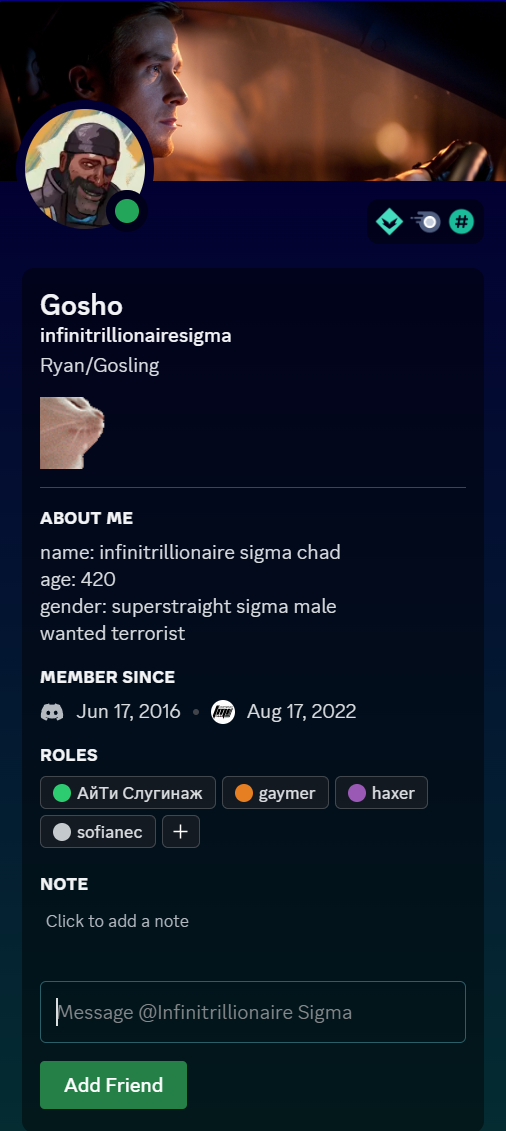 Gosho
infinitrillionairesigma
Ryan/Gosling
ABOUT ME
name: infinitrillionaire sigma chad
age: 420
gender: superstraight sigma male
wanted terrorist
MEMBER SINCE
Jun 17, 2016 • Aug 17, 2022
ROLES
АйТи Слугинаж gaymer haxer
sofianec +
NOTE
Click to add a note
Message @Infinitrillionaire Sigma
Add Friend